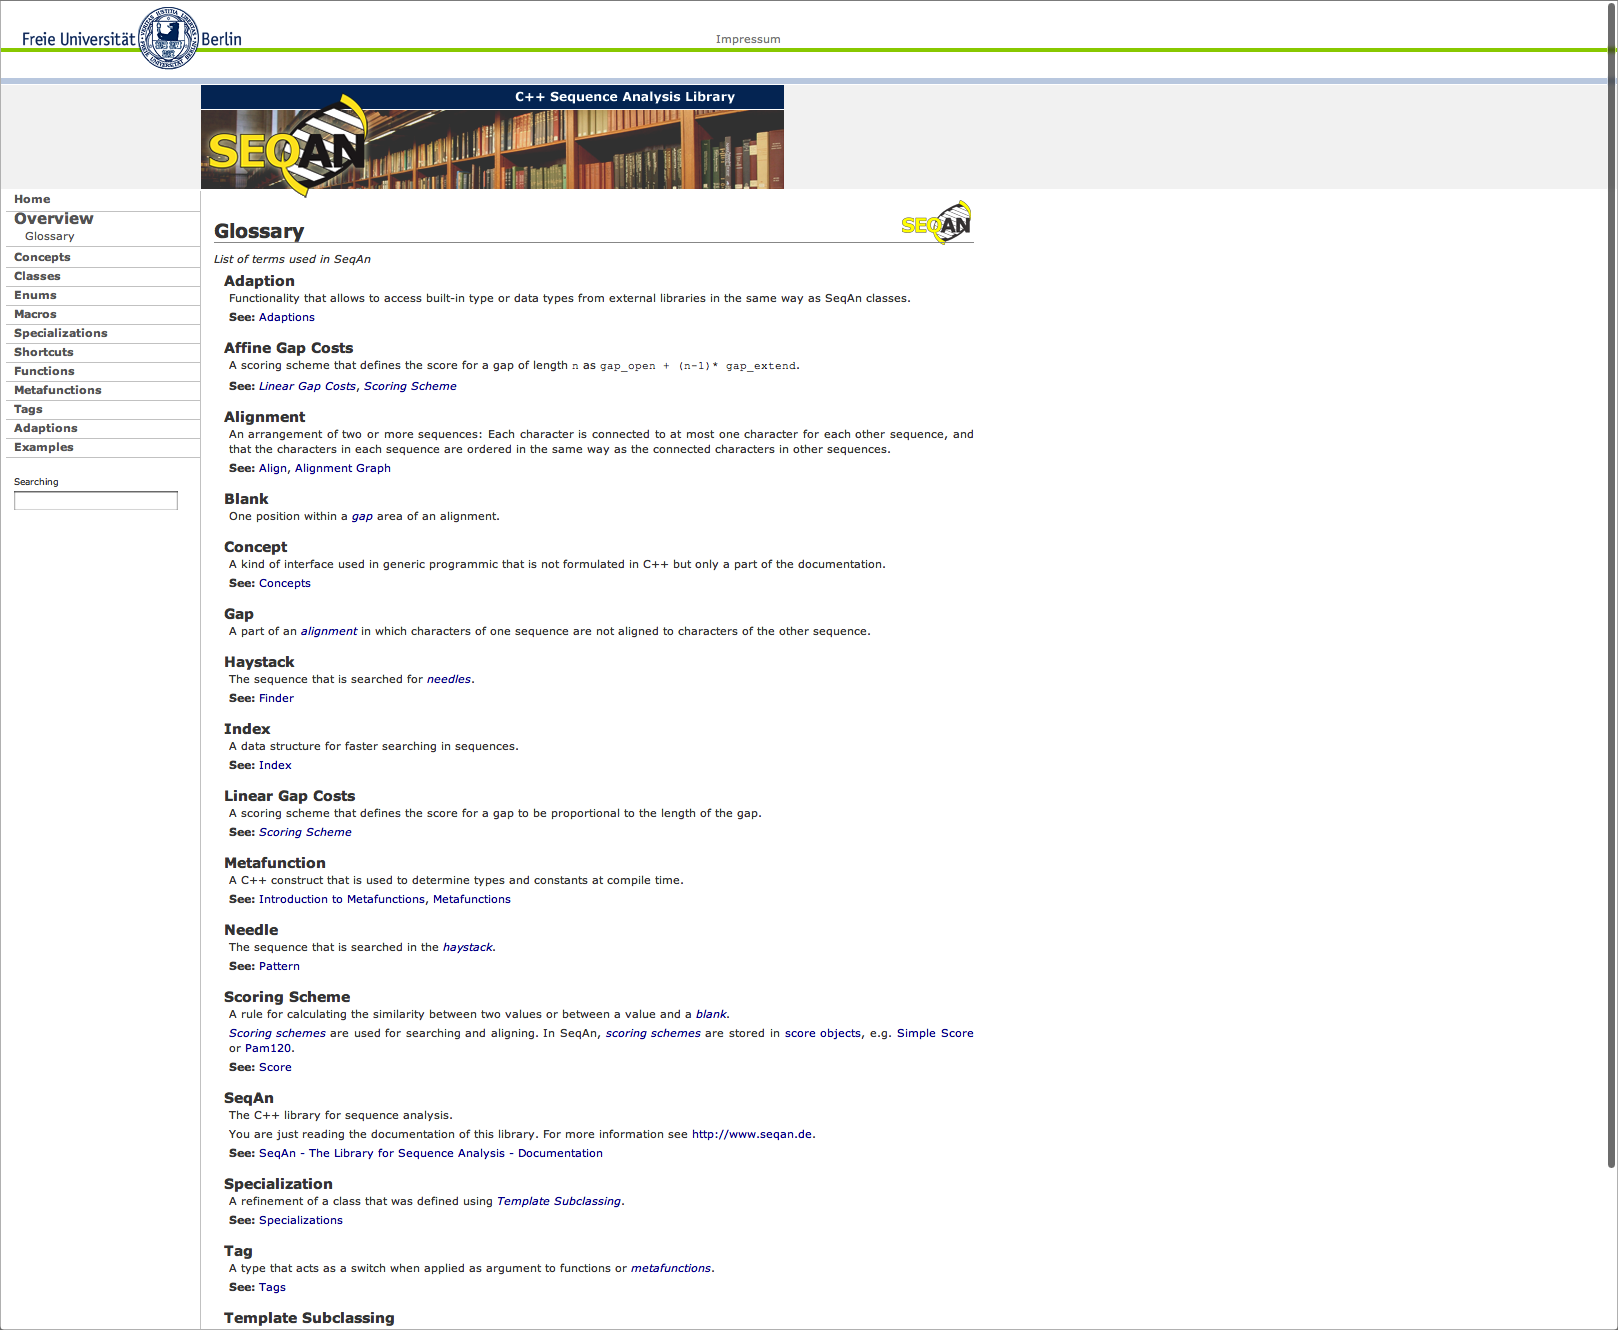 Freie Universität Berlin
Impressum
C++ Sequence Analysis Library
SEQAN
Home
Overview
Glossary
Concepts
Classes
Enums
Macros
Specializations
Shortcuts
Functions
Metafunctions
Tags
Adaptions
Examples
Searching
Glossary
SEQAN
List of terms used in SeqAn
Adaption
Functionality that allows to access built-in type or data types from external libraries in the same way as SeqAn classes.
See: Adaptions
Affine Gap Costs
A scoring scheme that defines the score for a gap of length n as gap_open + (n-1)* gap_extend.
See: Linear Gap Costs, Scoring Scheme
Alignment
An arrangement of two or more sequences: Each character is connected to at most one character for each other sequence, and
that the characters in each sequence are ordered in the same way as the connected characters in other sequences.
See: Align, Alignment Graph
Blank
One position within a gap area of an alignment.
Concept
A kind of interface used in generic programmic that is not formulated in C++ but only a part of the documentation.
See: Concepts
Gap
A part of an alignment in which characters of one sequence are not aligned to characters of the other sequence.
Haystack
The sequence that is searched for needles.
See: Finder
Index
A data structure for faster searching in sequences.
See: Index
Linear Gap Costs
A scoring scheme that defines the score for a gap to be proportional to the length of the gap.
See: Scoring Scheme
Metafunction
A C++ construct that is used to determine types and constants at compile time.
See: Introduction to Metafunctions, Metafunctions
Needle
The sequence that is searched in the haystack.
See: Pattern
Scoring Scheme
A rule for calculating the similarity between two values or between a value and a blank.
Scoring schemes are used for searching and aligning. In SeqAn, scoring schemes are stored in score objects, e.g. Simple Score
or Pam120.
See: Score
SeqAn
The C++ library for sequence analysis.
You are just reading the documentation of this library. For more information see http://www.seqan.de.
See: SeqAn - The Library for Sequence Analysis - Documentation
Specialization
A refinement of a class that was defined using Template Subclassing.
See: Specializations
Tag
A type that acts as a switch when applied as argument to functions or metafunctions.
See: Tags
Template Subclassing